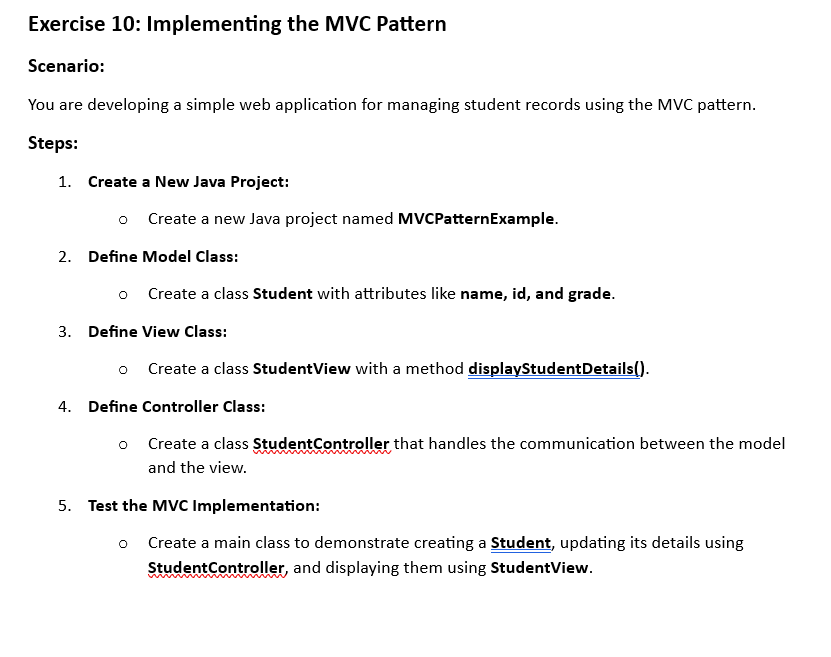 Exercise 10: Implementing the MVC Pattern
Scenario:
You are developing a simple web application for managing student records using the MVC pattern.
Steps:
1. Create a New Java Project:
o Create a new Java project named MVCPatternExample.
2. Define Model Class:
o Create a class Student with attributes like name, id, and grade.
3. Define View Class:
o Create a class StudentView with a method displayStudentDetails().
4. Define Controller Class:
o Create a class StudentController that handles the communication between the model
and the view.
5. Test the MVC Implementation:
o Create a main class to demonstrate creating a Student, updating its details using
StudentController, and displaying them using StudentView.